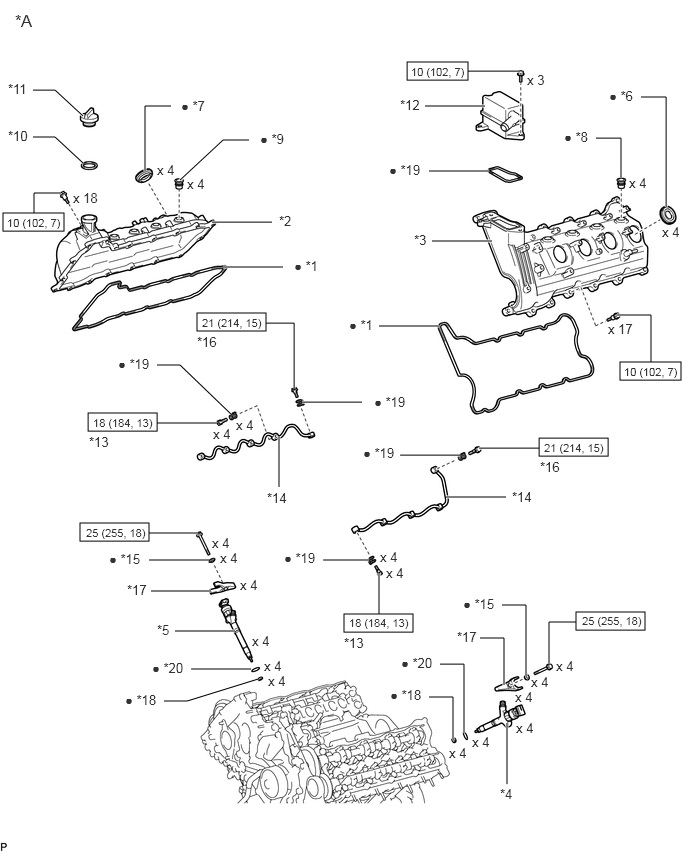 *A
10 (102, 7)
x 3
*11
*7
*12
*6
*10
x 4
*9
*8
x 4
*19
x 18
x 4
10 (102, 7)
*2
*3
x 4
*1
21 (214, 15)
*16
*1
x 17
*19
10 (102, 7)
18 (184, 13)
x 4
x 4
*19
*13
21 (214, 15)
*19
*16
*14
*14
25 (255, 18)
x 4
*15
x 4
*19
x 4
x 4
*17
x 4
*15
18 (184, 13)
25 (255, 18)
*5
*17
*13
x 4
*20
x 4
*20
x 4
x 4
*18
x 4
*18
x 4
x 4
x 4
x 4
*4
P